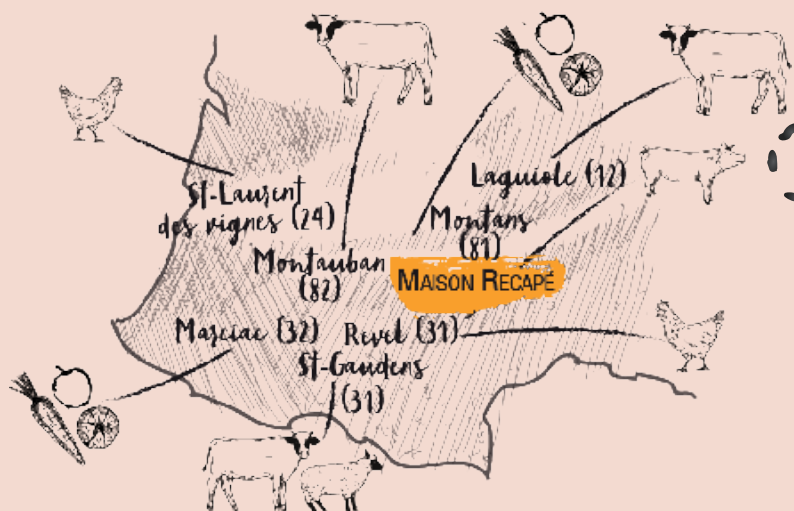 St-Laurent
des vignes (24)
Laguiole (12)
Montans
(81)
Montauban
(82)
MAISON RECAPÉ
Marciac (32)
Revel (31)
St-Gaudens
(31)